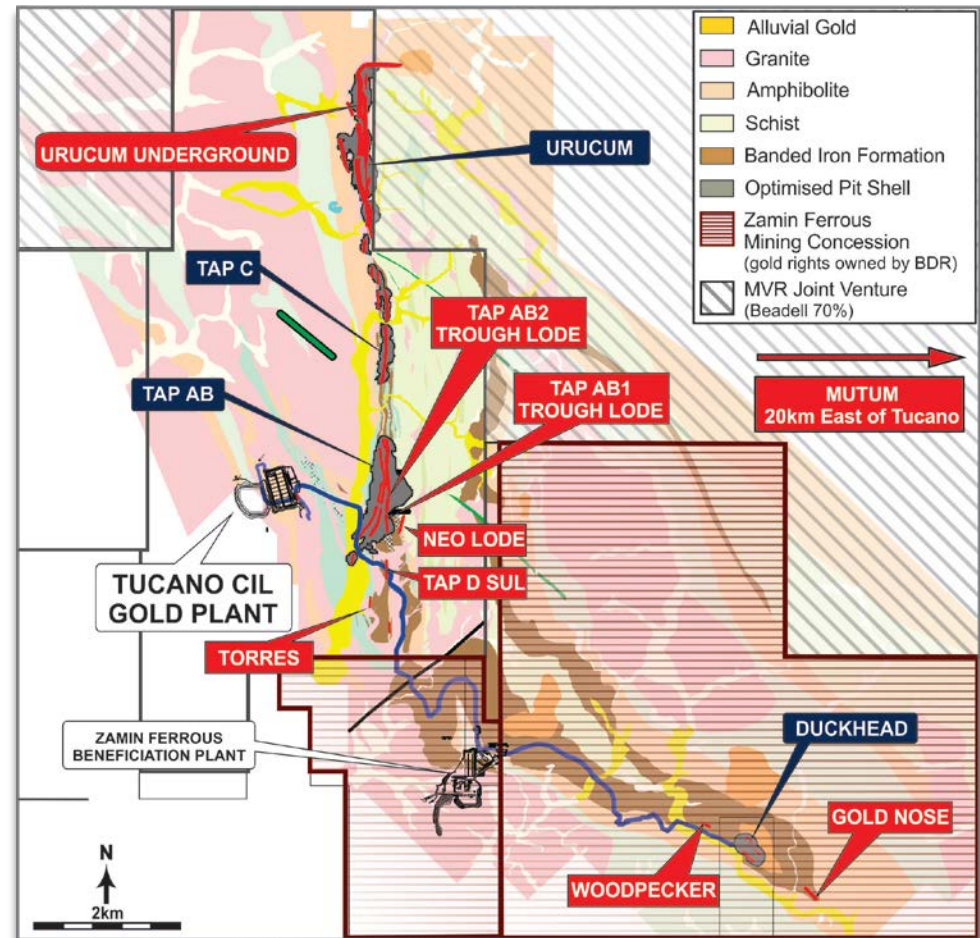 Alluvial Gold
Granite
Amphibolite
Schist
Banded Iron Formation
Optimised Pit Shell
Zamin Ferrous
Mining Concession
(gold rights owned by BDR)
MVR Joint Venture
(Beadell 70%)
URUCUM UNDERGROUND
URUCUM
TAP C
TAP AB2
TROUGH LODE
TAP AB
TAP AB1
TROUGH LODE
MUTUM
20km East of Tucano
NEO LODE
TUCANO CIL
GOLD PLANT
TAP D SUL
TORRES
ZAMIN FERROUS
BENEFICIATION PLANT
DUCKHEAD
GOLD NOSE
WOODPECKER
N
2km